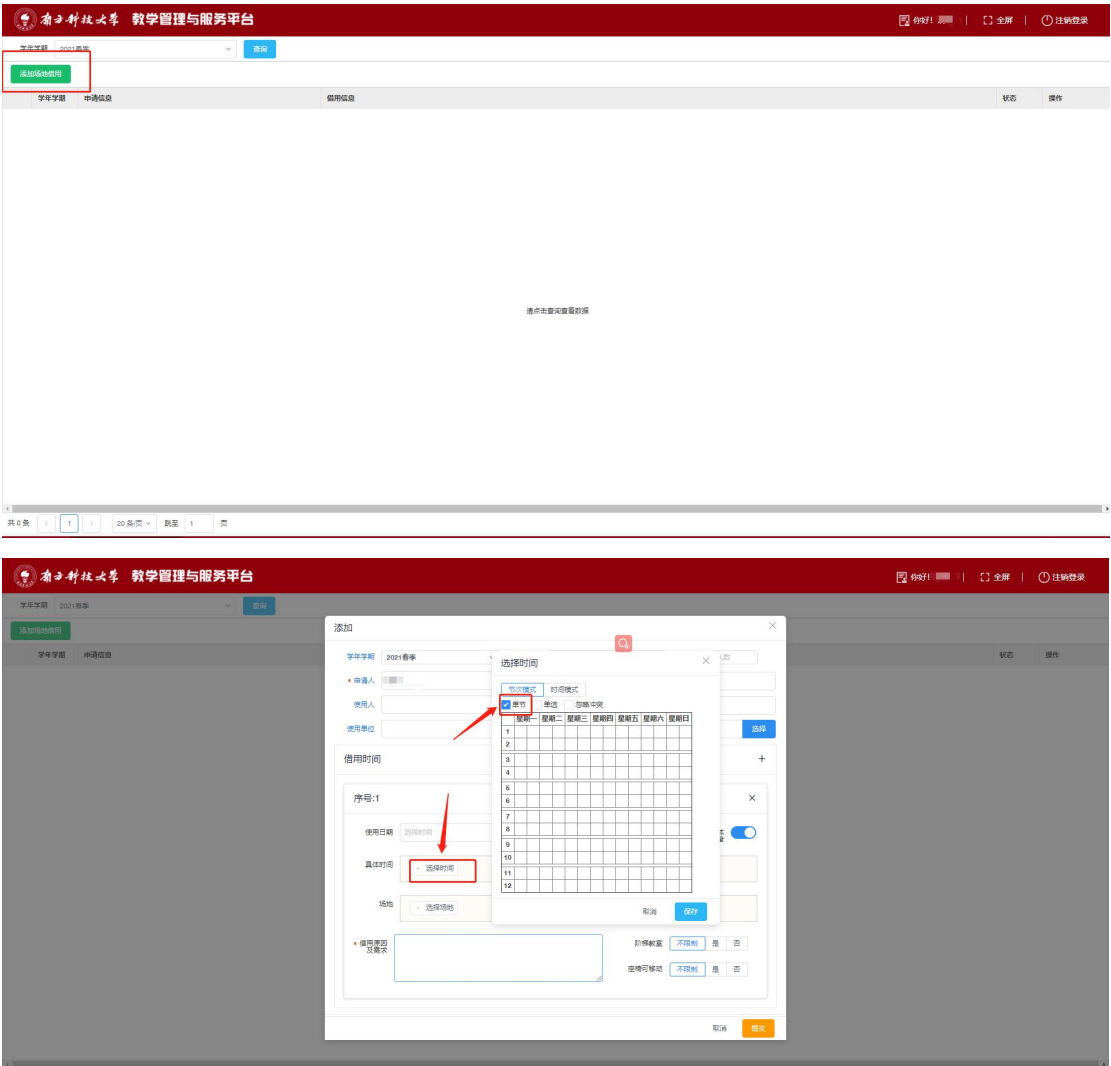 南方科技大学 教学管理与服务平台 你好! | 全屏 | 注销登录
学年学期 2021春季 查询
添加场地借用
学年学期 申请信息 借用信息 状态 操作
请点击查询查看数据
共 0 条 1 20 条/页 跳至 1 页
南方科技大学 教学管理与服务平台 你好! | 全屏 | 注销登录
学年学期 2021春季 查询
添加场地借用
学年学期 申请信息 状态 操作
添加
学年学期 2021春季
* 申请人
使用人
使用单位 选择
借用时间
序号:1
使用日期 选择时间
具体时间 选择时间
场地 选择场地
* 借用原因及需求
阶梯教室 不限制 是 否
座椅可移动 不限制 是 否
取消 提交
选择时间
节次模式 时间模式
单节 单选 忽略冲突
星期一 星期二 星期三 星期四 星期五 星期六 星期日
1
2
3
4
5
6
7
8
9
10
11
12
取消 保存